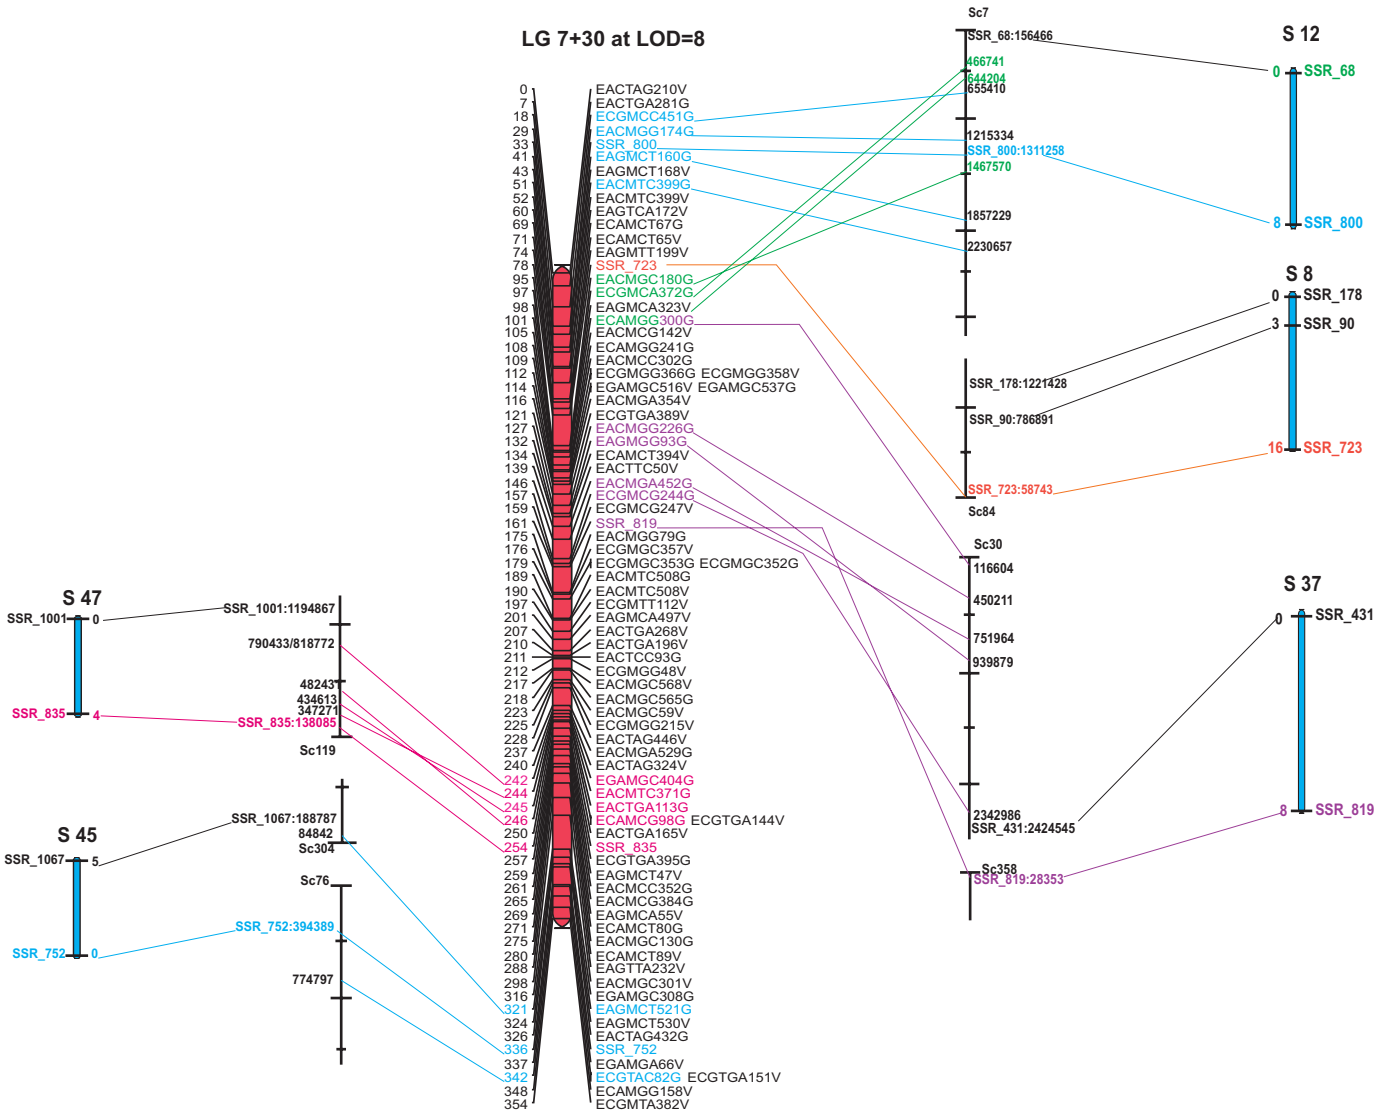 LG 7+30 at LOD=8
0 EACTAG210V
7 EACTGA281G
18 ECGMCC451G
29 EACMGG174G
33 SSR_800
41 EAGMCT160G
43 EAGMCT168V
51 EACMTC399G
52 EACMTC399V
60 EAGTCA172V
69 ECAMCT67G
71 ECAMCT65V
74 EAGMTT199V
78 SSR_723
95 EACMGC180G
97 ECGMCA372G
98 EAGMCA323V
101 ECAMGG300G
105 EACMCG142V
108 ECAMGG241G
109 EACMCC302G
112 ECGMGG366G ECGMGG358V
114 EGAMGC516V EGAMGC537G
116 EACMGA354V
121 ECGTGA389V
127 EACMGG226G
132 EAGMGG93G
134 ECAMCT394V
139 EACTTC50V
146 EACMGA452G
157 ECGMCG244G
159 ECGMCG247V
161 SSR_819
175 EACMGG79G
176 ECGMGC357V
179 ECGMGC353G ECGMGC352G
189 EACMTC508G
190 EACMTC508V
197 ECGMTT112V
201 EAGMCA497V
207 EACTGA268V
210 EACTGA196V
211 EACTCC93G
212 ECGMGG48V
217 EACMGC568V
218 EACMGC565G
223 EACMGC59V
225 ECGMGG215V
228 EACTAG446V
237 EACMGA529G
240 EACTAG324V
242 EGAMGC404G
244 EACMTC371G
245 EACTGA113G
246 ECAMCG98G ECGTGA144V
250 EACTGA165V
254 SSR_835
257 ECGTGA395G
259 EAGMCT47V
261 EACMCC352G
265 EACMCG384G
269 EAGMCA55V
271 ECAMCT80G
275 EACMGC130G
280 ECAMCT89V
288 EAGTTA232V
298 EACMGC301V
316 EGAMGC308G
321 EAGMCT521G
324 EAGMCT530V
326 EACTAG432G
336 SSR_752
337 EGAMGA66V
342 ECGTAC82G ECGTGA151V
348 ECAMGG158V
354 ECGMTA382V
Sc7
SSR_68:156466
466741
644204
655410
1215334
SSR_800:1311258
1467570
1857229
2230657
S 12
0 SSR_68
8 SSR_800
SSR_178:1221428
SSR_90:786891
SSR_723:58743
Sc84
S 8
0 SSR_178
3 SSR_90
16 SSR_723
Sc30
116604
450211
751964
939879
2342986
SSR_431:2424545
Sc358
SSR_819:28353
S 37
0 SSR_431
8 SSR_819
S 47
SSR_1001 0
SSR_835 4
SSR_1001:1194867
790433/818772
48243
434613
347271
SSR_835:138085
Sc119
S 45
SSR_1067 5
SSR_752 0
SSR_1067:188787
84842
Sc304
Sc76
SSR_752:394389
774797